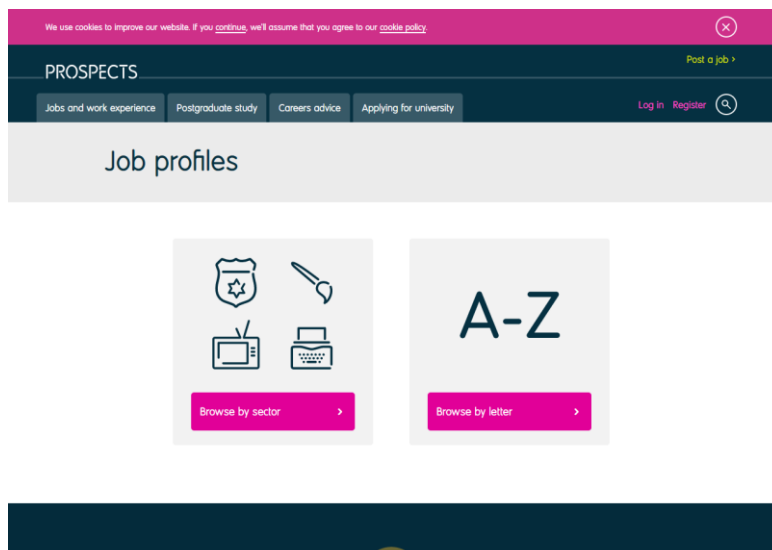 We use cookies to improve our website. If you continue, we'll assume that you agree to our cookie policy.
Post a job ›
PROSPECTS
Jobs and work experience Postgraduate study Careers advice Applying for university Log in Register
Job profiles
A-Z
Browse by sector ›
Browse by letter ›